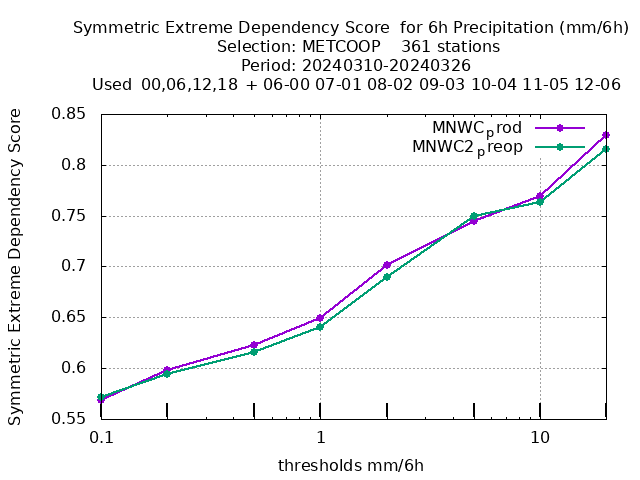 Symmetric Extreme Dependency Score  for 6h Precipitation (mm/6h)
Selection: METCOOP    361 stations
Period: 20240310-20240326
Used  00,06,12,18  + 06-00 07-01 08-02 09-03 10-04 11-05 12-06
Symmetric Extreme Dependency Score
0.85
0.8
0.75
0.7
0.65
0.6
0.55
MNWCprod
MNWC2preop
0.1
1
10
thresholds mm/6h